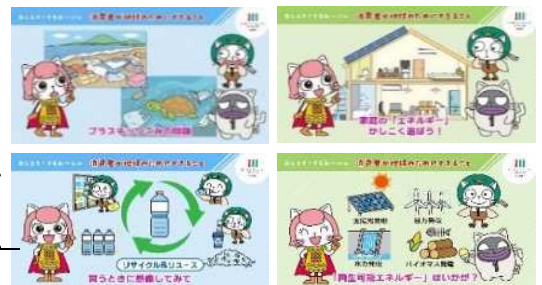 消費者が地球のためにできること
プラスチックごみ問題
消費者が地球のためにできること
家庭の「エネルギー」
かしこく選ぼう！
消費者が地球のためにできること
リサイクル&リユース
買うときに想像してみて
消費者が地球のためにできること
太陽光発電
風力発電
水力発電
バイオマス発電
「再生可能エネルギー」はいかが？